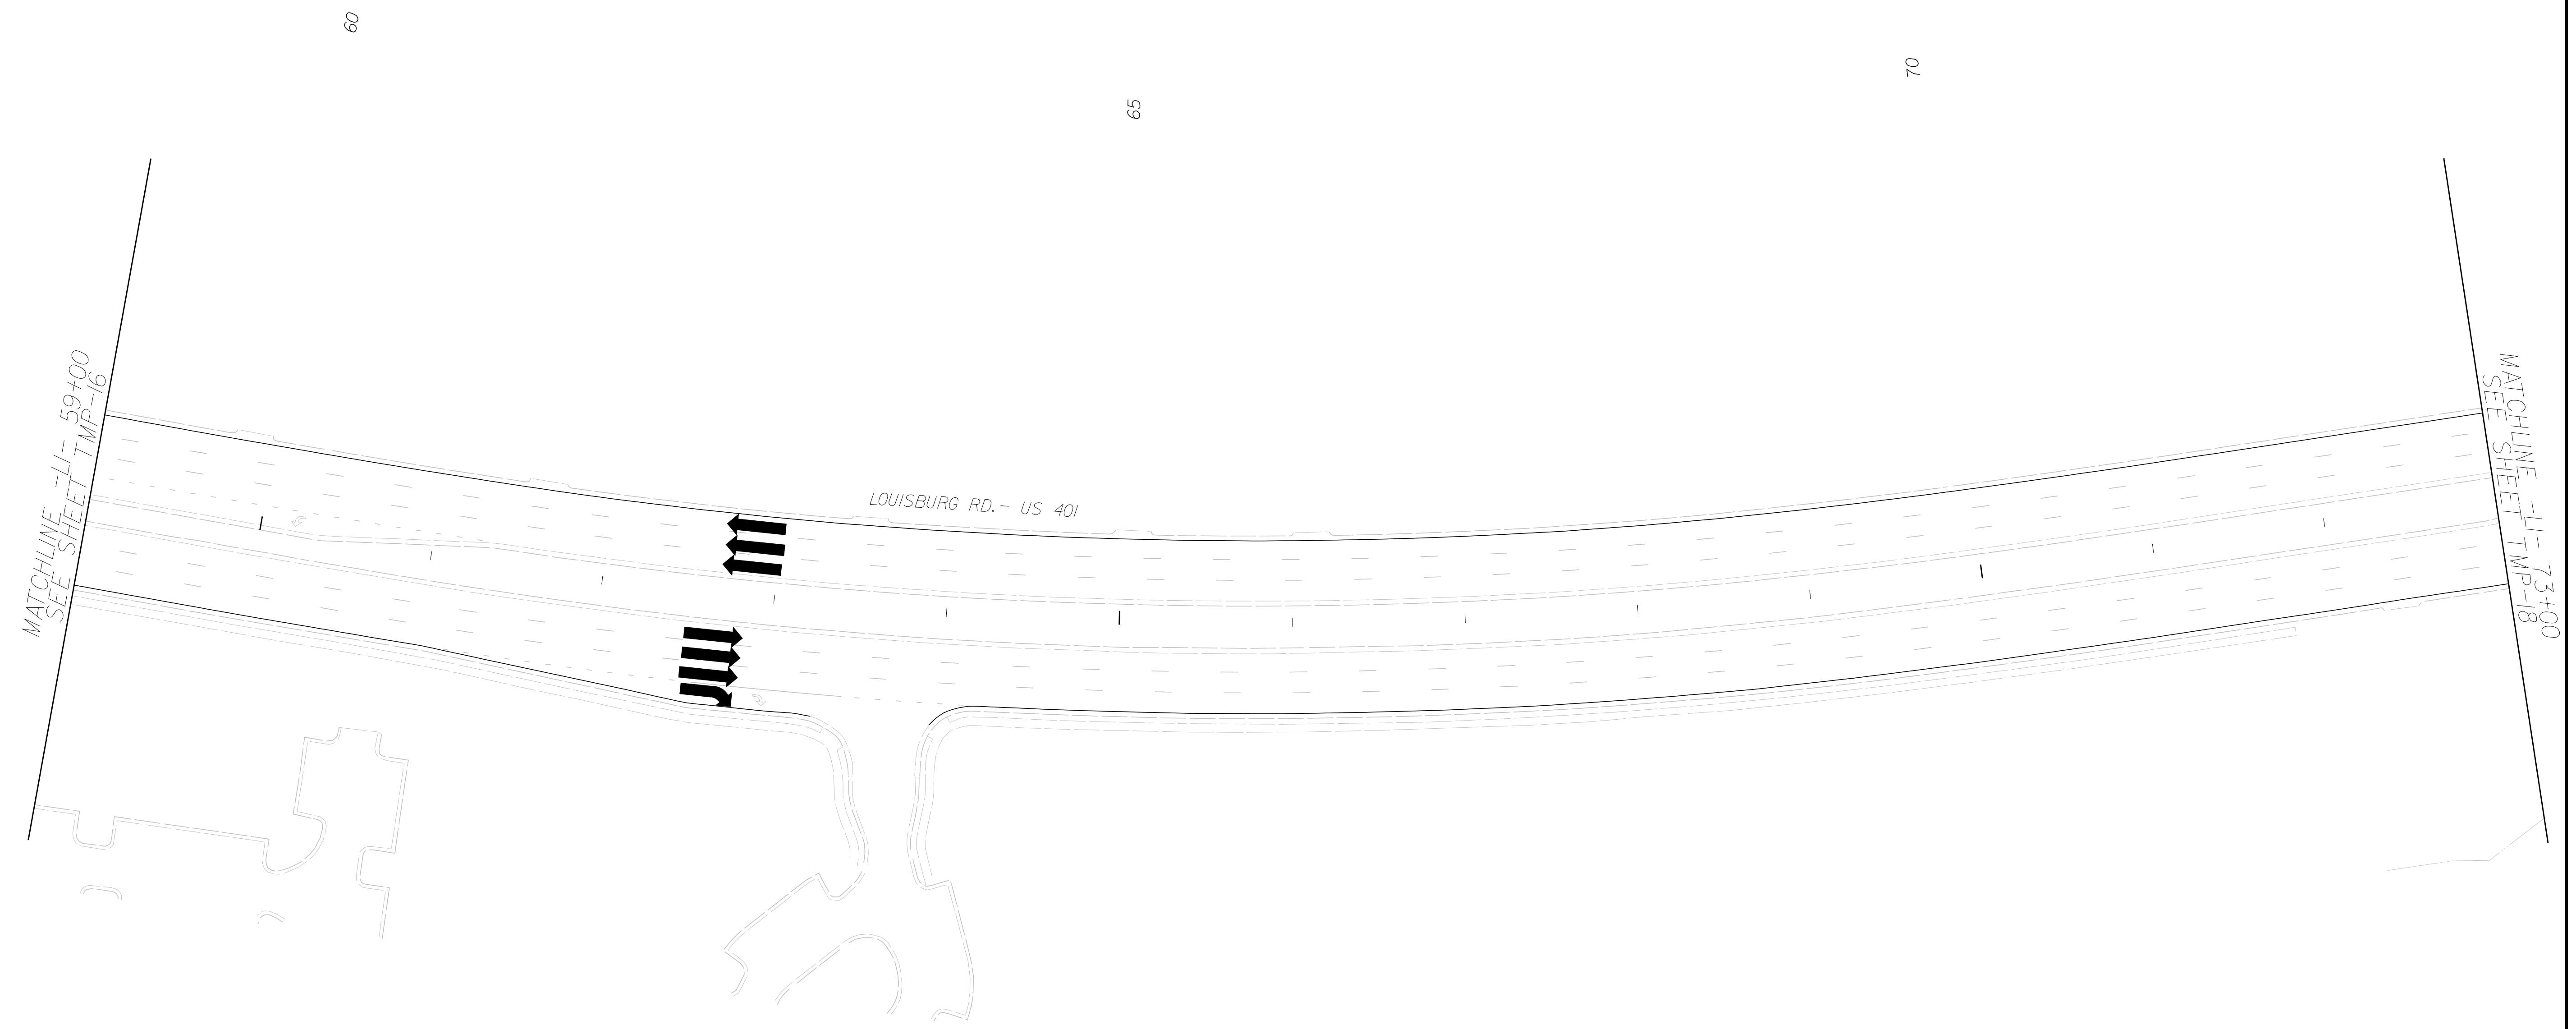 60
65
70
MATCHLINE -L1- 59+00
SEE SHEET TMP-16
LOUISBURG RD.- US 401
MATCHLINE -L1- 73+00
SEE SHEET TMP-18